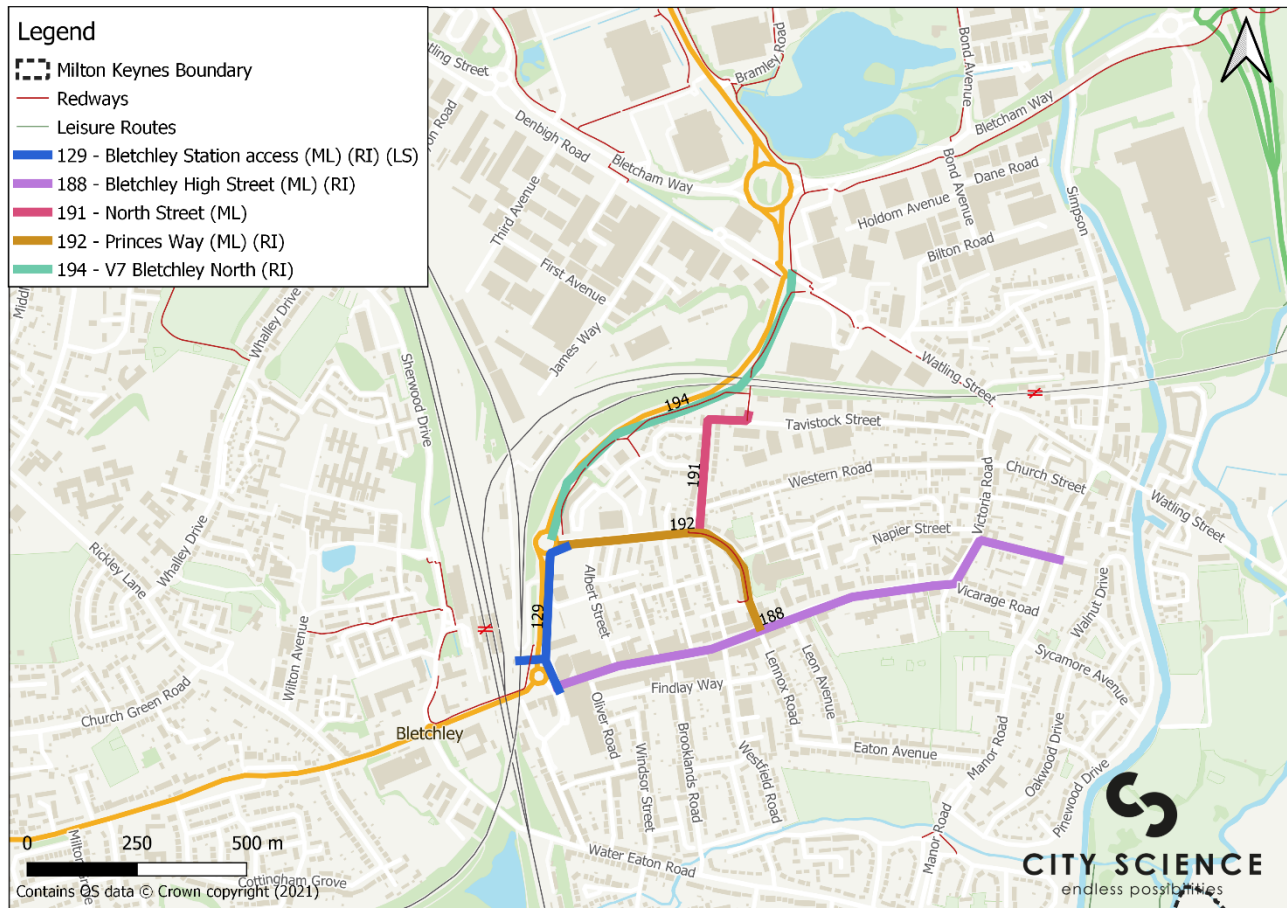 Legend
Milton Keynes Boundary
Redways
Leisure Routes
129 - Bletchley Station access (ML) (RI) (LS)
188 - Bletchley High Street (ML) (RI)
191 - North Street (ML)
192 - Princes Way (ML) (RI)
194 - V7 Bletchley North (RI)
Watling Street
Bramley Road
Bond Avenue
Bletcham Way
Denbigh Road
Bletcham Way
Third Avenue
First Avenue
James Way
Bond Avenue
Dane Road
Holdom Avenue
Bilton Road
Simpson
Whalley Drive
Sherwood Drive
Watling Street
194
Tavistock Street
191
Western Road
Church Street
Victoria Road
Watling Street
192
Napier Street
Rickley Lane
Whalley Drive
Albert Street
129
188
Vicarage Road
Walnut Drive
Wilton Avenue
Sycamore Avenue
Lennox Road
Leon Avenue
Findlay Way
Church Green Road
Oliver Road
Windsor Street
Brooklands Road
Westfield Road
Eaton Avenue
Manor Road
Oakwood Drive
Pinewood Drive
Bletchley
Manor Road
Water Eaton Road
Cottingham Grove
0 250 500 m
Contains OS data © Crown copyright (2021)
CITY SCIENCE
endless possibilities